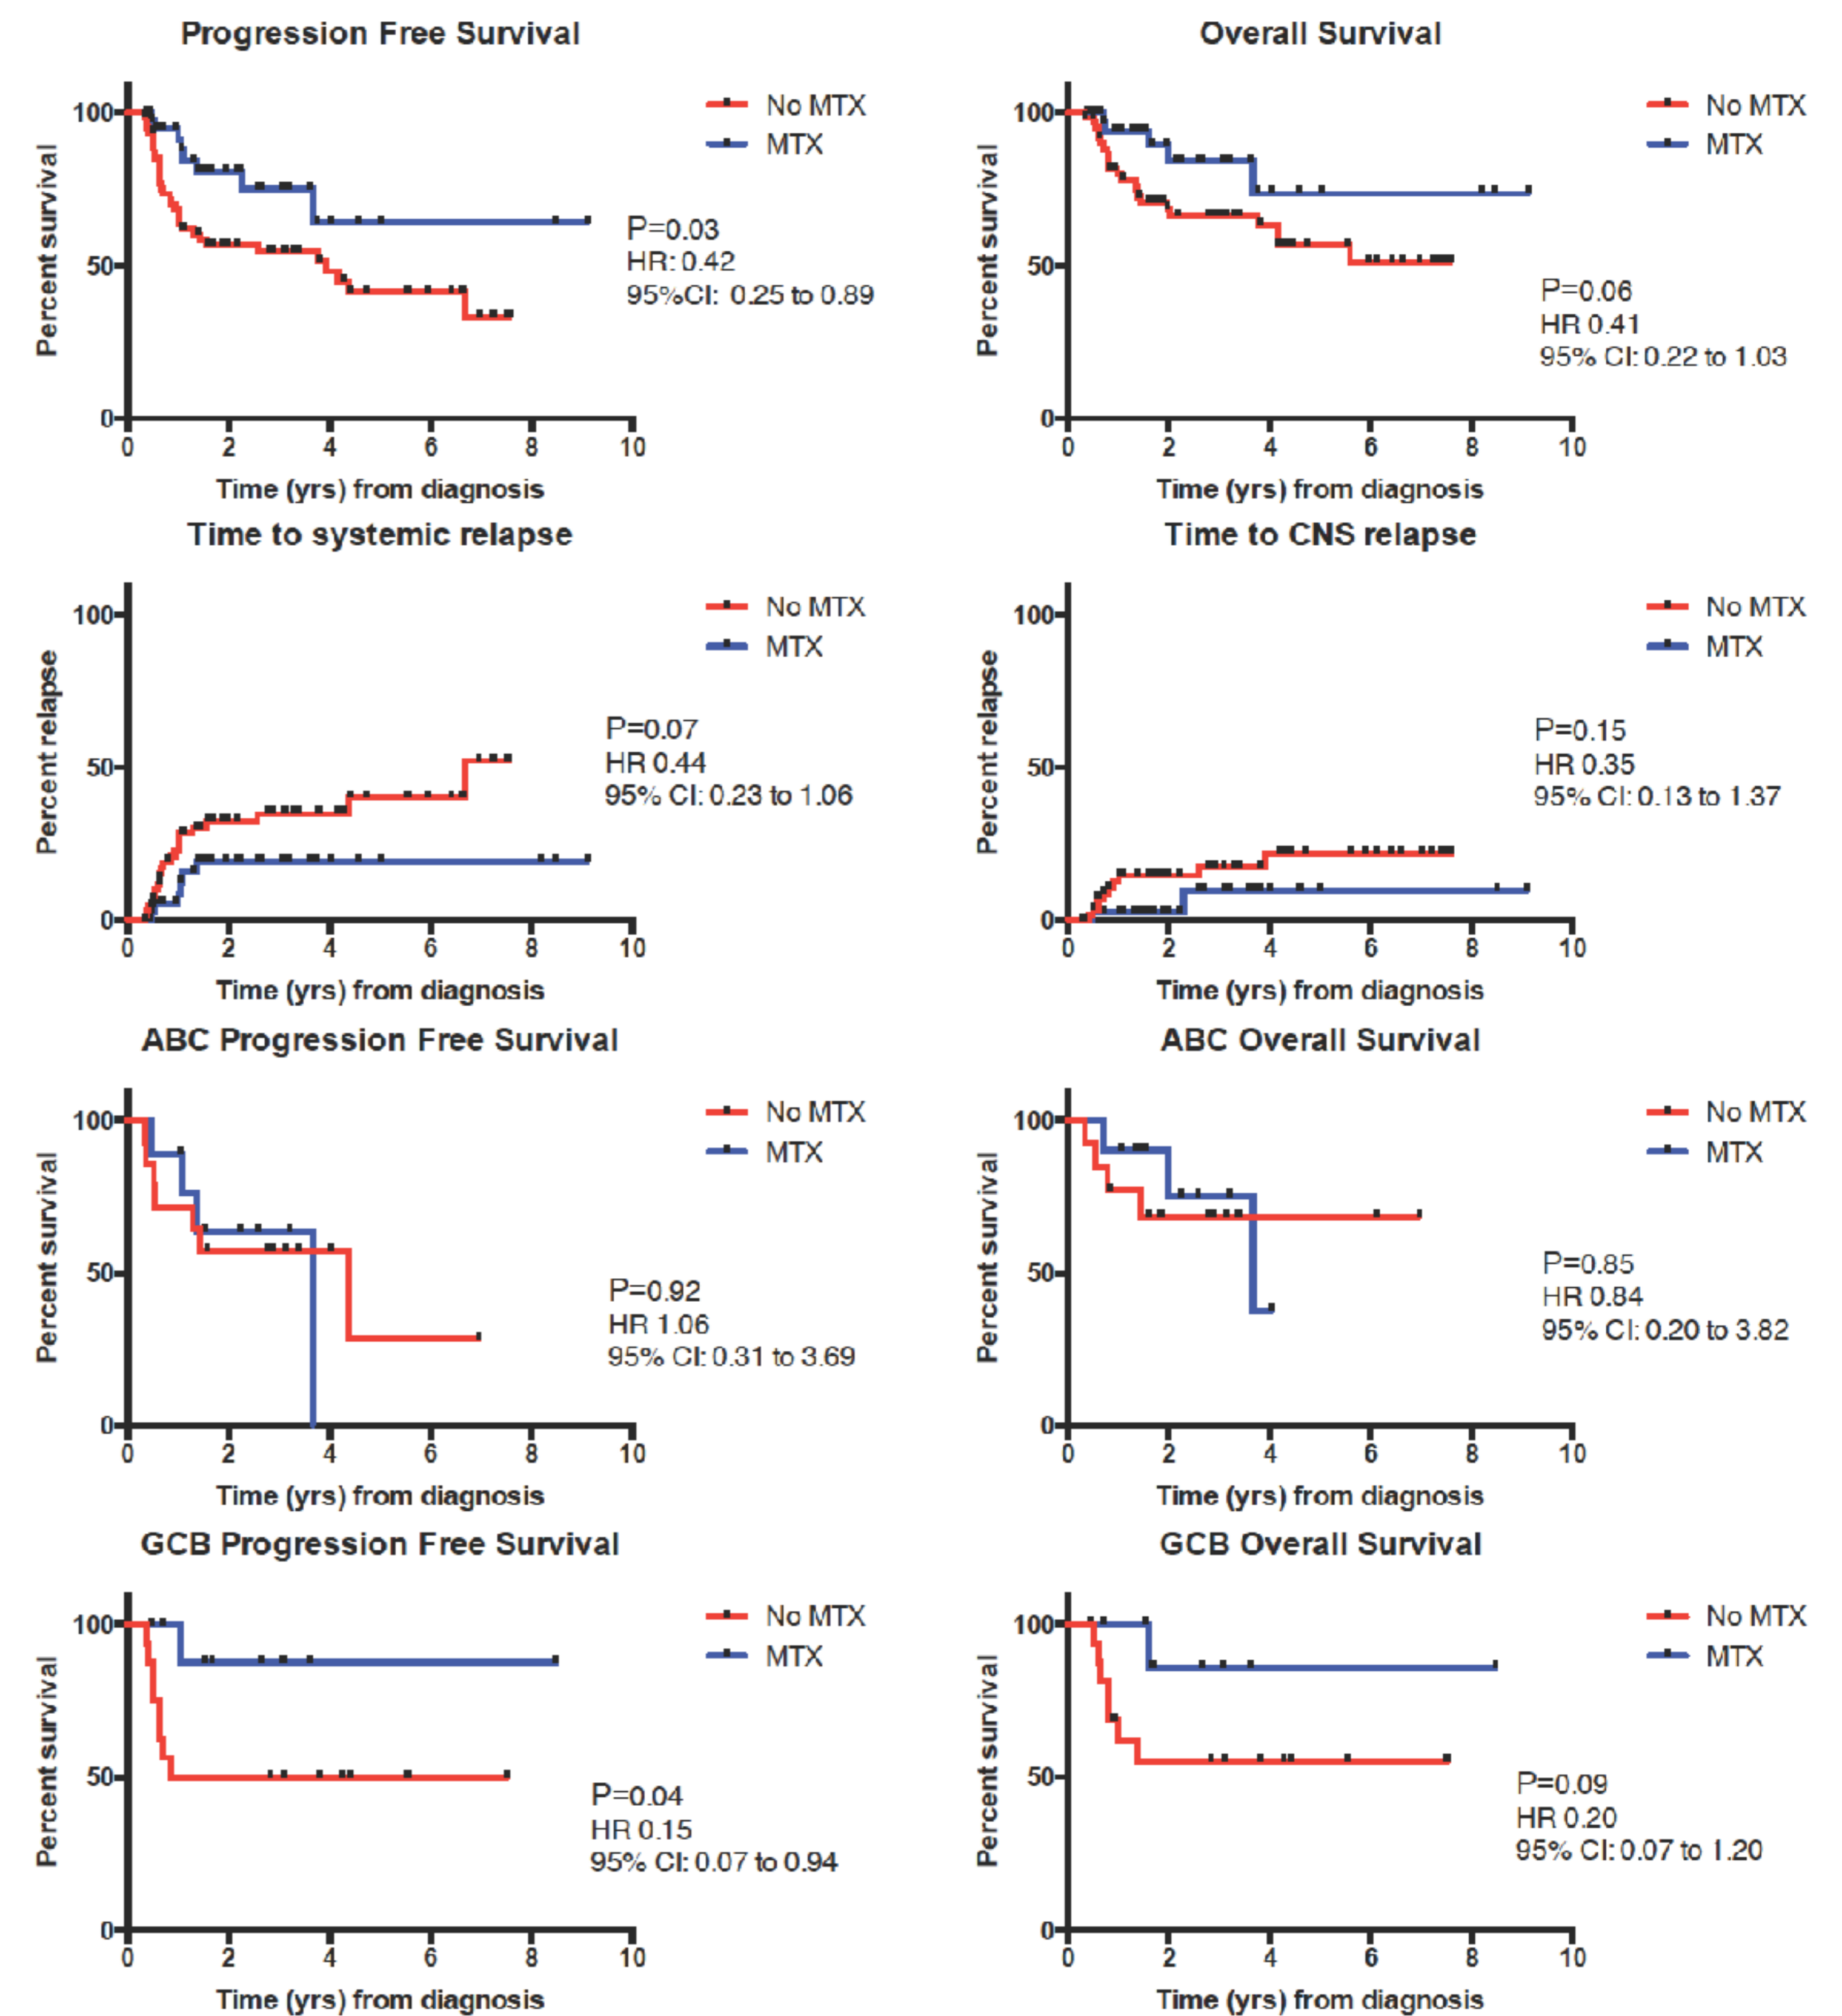 Progression Free Survival
Percent survival
100
50
0
0 2 4 6 8 10
Time (yrs) from diagnosis
No MTX
MTX
P=0.03
HR: 0.42
95%CI: 0.25 to 0.89
Overall Survival
Percent survival
100
50
0
0 2 4 6 8 10
Time (yrs) from diagnosis
No MTX
MTX
P=0.06
HR 0.41
95% CI: 0.22 to 1.03
Time to systemic relapse
Percent relapse
100
50
0
0 2 4 6 8 10
Time (yrs) from diagnosis
No MTX
MTX
P=0.07
HR 0.44
95% CI: 0.23 to 1.06
Time to CNS relapse
Percent relapse
100
50
0
0 2 4 6 8 10
Time (yrs) from diagnosis
No MTX
MTX
P=0.15
HR 0.35
95% CI: 0.13 to 1.37
ABC Progression Free Survival
Percent survival
100
50
0
0 2 4 6 8 10
Time (yrs) from diagnosis
No MTX
MTX
P=0.92
HR 1.06
95% CI: 0.31 to 3.69
ABC Overall Survival
Percent survival
100
50
0
0 2 4 6 8 10
Time (yrs) from diagnosis
No MTX
MTX
P=0.85
HR 0.84
95% CI: 0.20 to 3.82
GCB Progression Free Survival
Percent survival
100
50
0
0 2 4 6 8 10
Time (yrs) from diagnosis
No MTX
MTX
P=0.04
HR 0.15
95% CI: 0.07 to 0.94
GCB Overall Survival
Percent survival
100
50
0
0 2 4 6 8 10
Time (yrs) from diagnosis
No MTX
MTX
P=0.09
HR 0.20
95% CI: 0.07 to 1.20